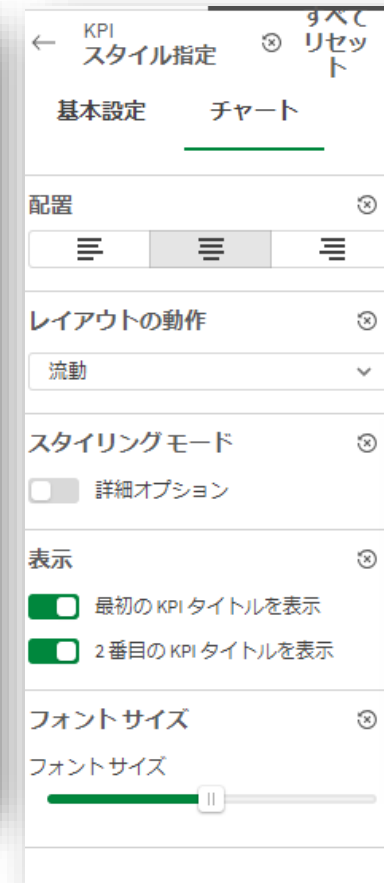 KPI
スタイル指定
すべて
リセッ
ト
基本設定 チャート
配置
レイアウトの動作
流動
スタイリング モード
詳細オプション
表示
最初の KPI タイトルを表示
2 番目の KPI タイトルを表示
フォント サイズ
フォント サイズ